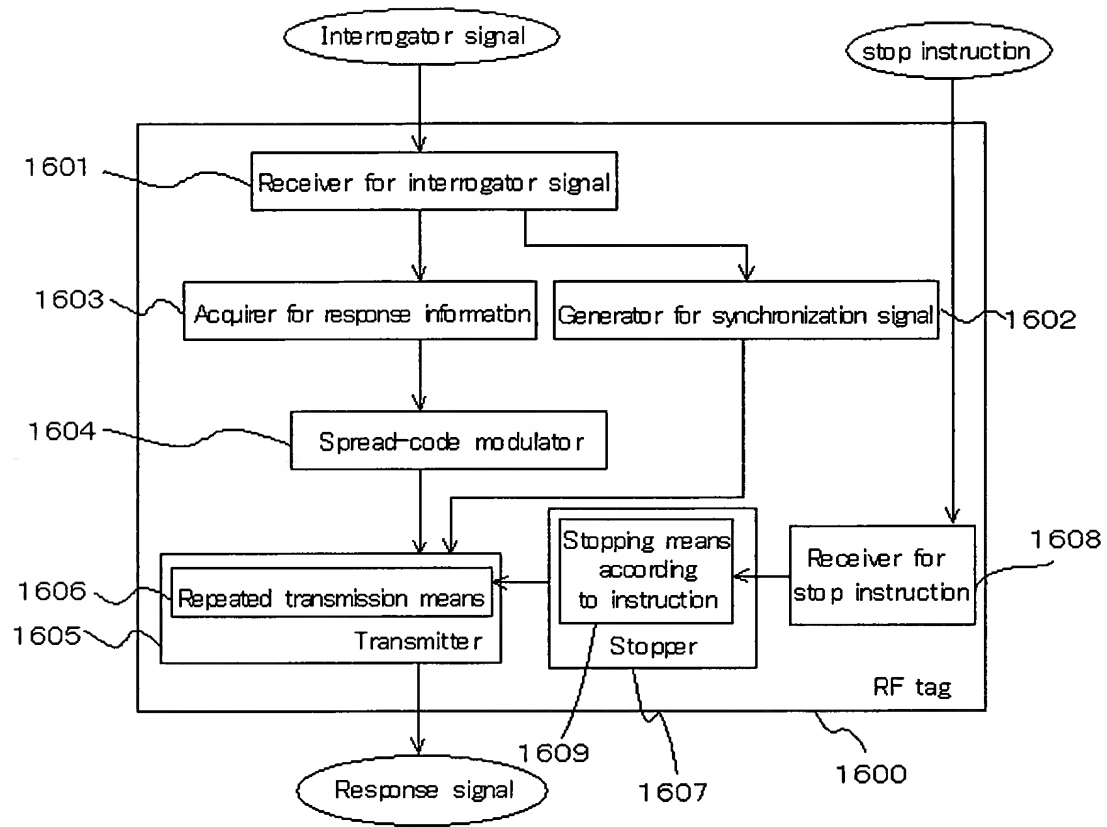 Interrogator signal
stop instruction
1601
Receiver for interrogator signal
1603
Acquirer for response information
Generator for synchronization signal
1602
1604
Spread-code modulator
Stopping means
according
to instruction
Receiver for
stop instruction
1608
1606
Repeated transmission means
1605
Transmitter
Stopper
RF tag
1609
1607
1600
Response signal